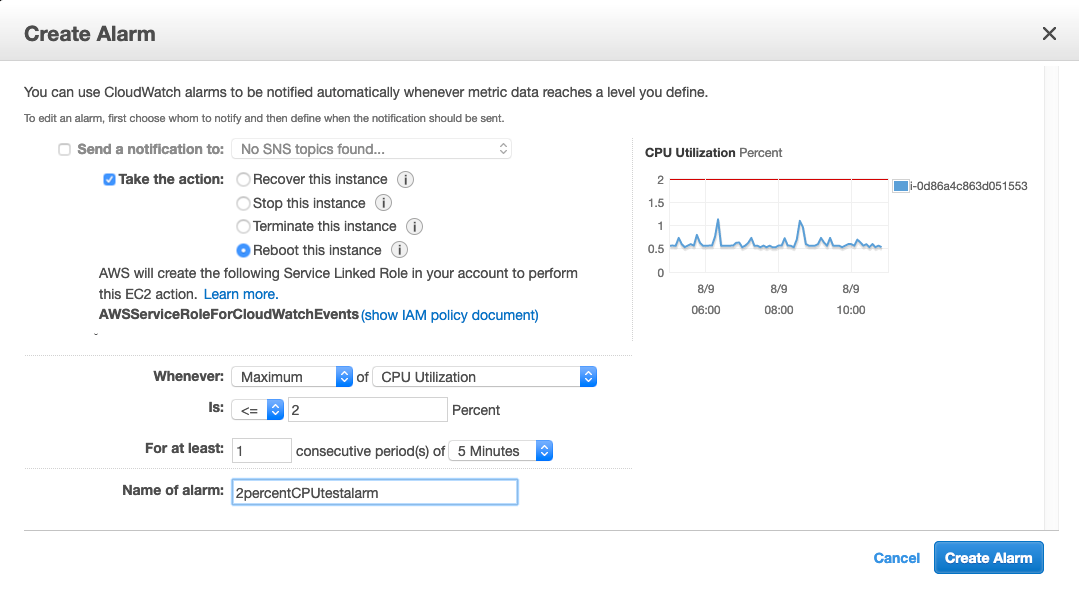 Create Alarm
You can use CloudWatch alarms to be notified automatically whenever metric data reaches a level you define.
To edit an alarm, first choose whom to notify and then define when the notification should be sent.
Send a notification to: No SNS topics found...
Take the action: Recover this instance i
Stop this instance i
Terminate this instance i
Reboot this instance i
AWS will create the following Service Linked Role in your account to perform
this EC2 action. Learn more.
AWSServiceRoleForCloudWatchEvents (show IAM policy document)
CPU Utilization Percent
2
1.5
1
0.5
0
8/9 8/9 8/9
06:00 08:00 10:00
i-0d86a4c863d051553
Whenever: Maximum of CPU Utilization
Is: <= 2 Percent
For at least: 1 consecutive period(s) of 5 Minutes
Name of alarm: 2percentCPUtestalarm
Cancel Create Alarm